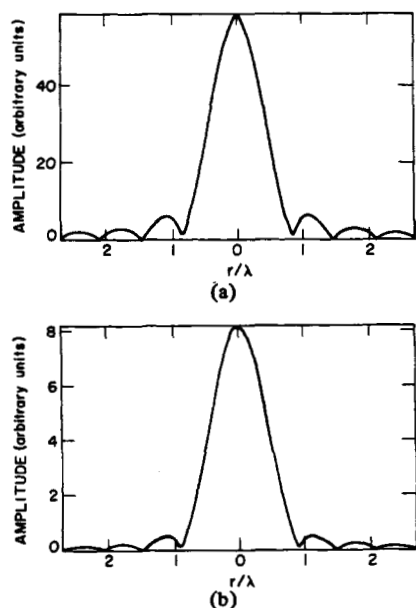 AMPLITUDE (arbitrary units)
40
20
0
2 1 0 1 2
r/λ
(a)
AMPLITUDE (arbitrary units)
8
6
4
2
0
2 1 0 1 2
r/λ
(b)